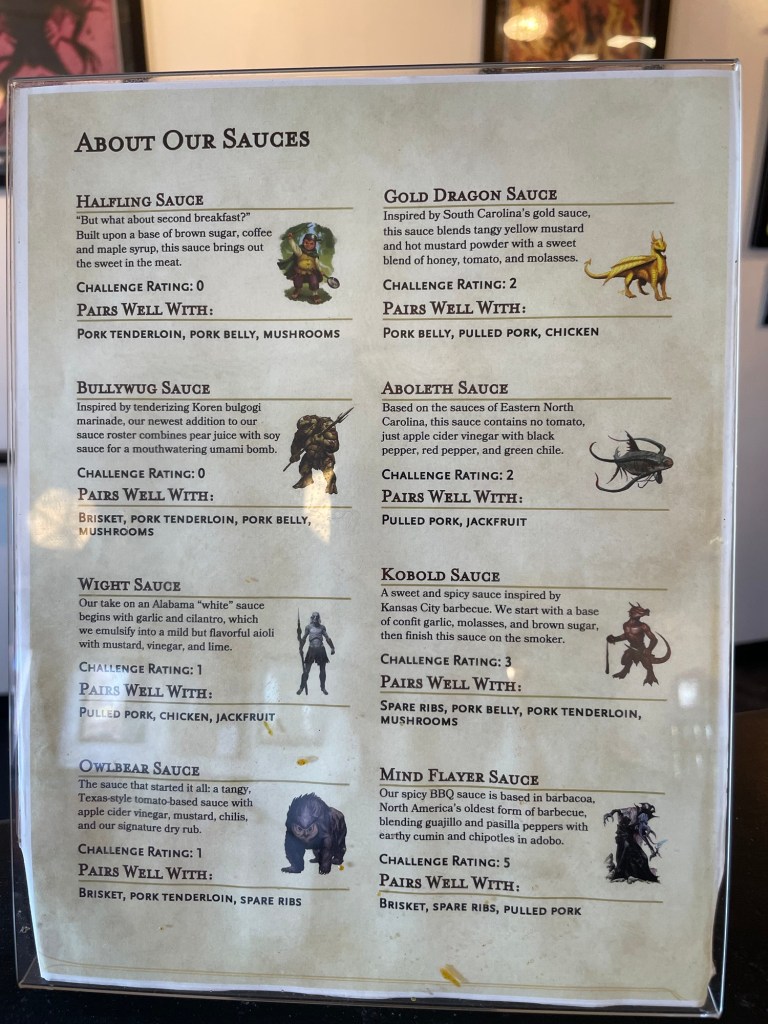 About Our Sauces
Halfling Sauce
"But what about second breakfast?"
Built upon a base of brown sugar, coffee
and maple syrup, this sauce brings out
the sweet in the meat.
Challenge Rating: 0
Pairs Well With:
Pork tenderloin, pork belly, mushrooms
Bullywug Sauce
Inspired by tenderizing Koren bulgogi
marinade, our newest addition to our
sauce roster combines pear juice with soy
sauce for a mouthwatering umami bomb.
Challenge Rating: 0
Pairs Well With:
Brisket, pork tenderloin, pork belly,
mushrooms
Wight Sauce
Our take on an Alabama "white" sauce
begins with garlic and cilantro, which
we emulsify into a mild but flavorful aioli
with mustard, vinegar, and lime.
Challenge Rating: 1
Pairs Well With:
Pulled pork, chicken, jackfruit
Owlbear Sauce
The sauce that started it all: a tangy,
Texas-style tomato-based sauce with
apple cider vinegar, mustard, chilis,
and our signature dry rub.
Challenge Rating: 1
Pairs Well With:
Brisket, pork tenderloin, spare ribs
Gold Dragon Sauce
Inspired by South Carolina's gold sauce,
this sauce blends tangy yellow mustard
and hot mustard powder with a sweet
blend of honey, tomato, and molasses.
Challenge Rating: 2
Pairs Well With:
Pork belly, pulled pork, chicken
Aboleth Sauce
Based on the sauces of Eastern North
Carolina, this sauce contains no tomato,
just apple cider vinegar with black
pepper, red pepper, and green chile.
Challenge Rating: 2
Pairs Well With:
Pulled pork, jackfruit
Kobold Sauce
A sweet and spicy sauce inspired by
Kansas City barbecue. We start with a base
of confit garlic, molasses, and brown sugar,
then finish this sauce on the smoker.
Challenge Rating: 3
Pairs Well With:
Spare ribs, pork belly, pork tenderloin,
mushrooms
Mind Flayer Sauce
Our spicy BBQ sauce is based in barbacoa,
North America's oldest form of barbecue,
blending guajillo and pasilla peppers with
earthy cumin and chipotles in adobo.
Challenge Rating: 5
Pairs Well With:
Brisket, spare ribs, pulled pork